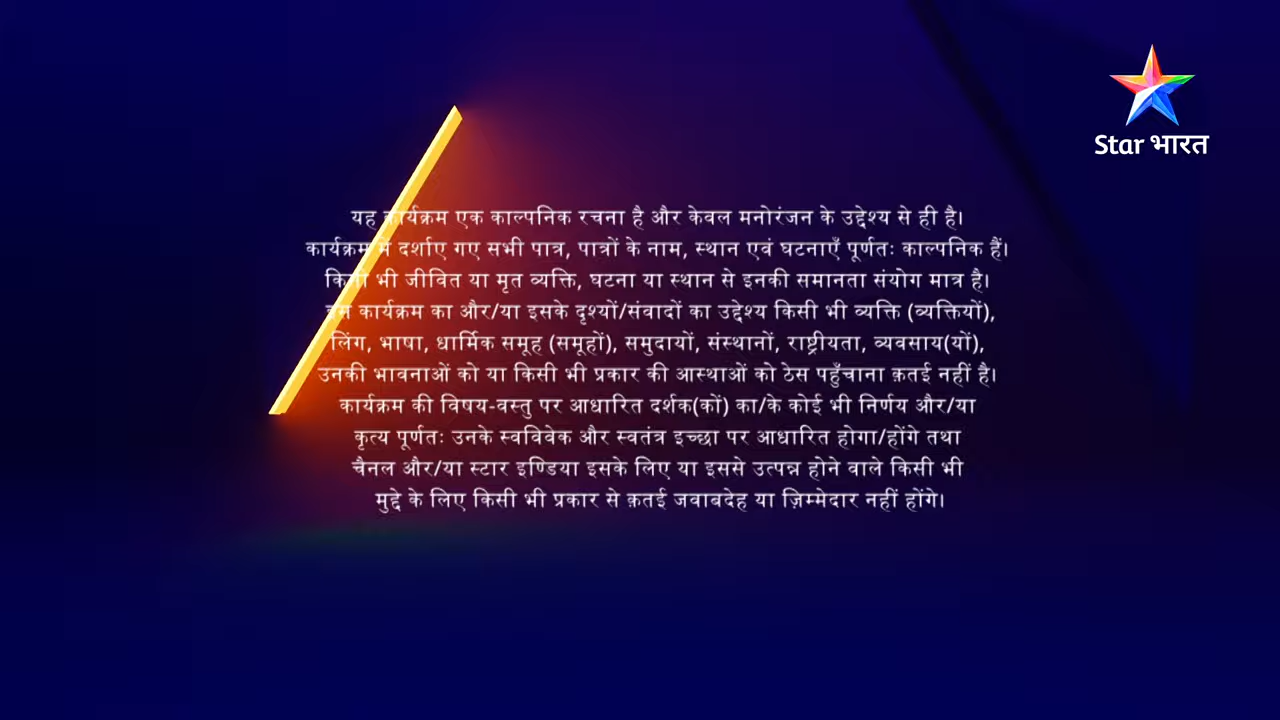 Star भारत
यह कार्यक्रम एक काल्पनिक रचना है और केवल मनोरंजन के उद्देश्य से ही है।
कार्यक्रम में दर्शाए गए सभी पात्र, पात्रों के नाम, स्थान एवं घटनाएँ पूर्णतः काल्पनिक हैं।
किसी भी जीवित या मृत व्यक्ति, घटना या स्थान से इनकी समानता संयोग मात्र है।
इस कार्यक्रम का और/या इसके दृश्यों/संवादों का उद्देश्य किसी भी व्यक्ति (व्यक्तियों),
लिंग, भाषा, धार्मिक समूह (समूहों), समुदायों, संस्थानों, राष्ट्रीयता, व्यवसाय(यों),
उनकी भावनाओं को या किसी भी प्रकार की आस्थाओं को ठेस पहुँचाना क़तई नहीं है।
कार्यक्रम की विषय-वस्तु पर आधारित दर्शक(कों) का/के कोई भी निर्णय और/या
कृत्य पूर्णतः उनके स्वविवेक और स्वतंत्र इच्छा पर आधारित होगा/होंगे तथा
चैनल और/या स्टार इण्डिया इसके लिए या इससे उत्पन्न होने वाले किसी भी
मुद्दे के लिए किसी भी प्रकार से क़तई जवाबदेह या ज़िम्मेदार नहीं होंगे।